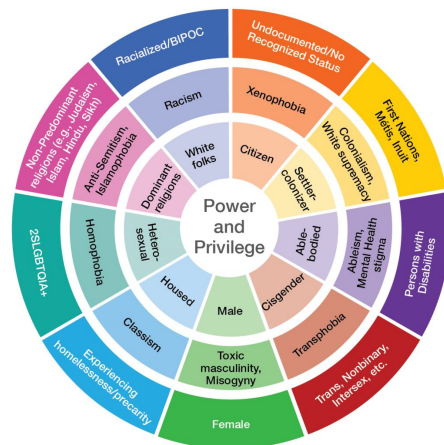 Power
and
Privilege
White
folks
Citizen
Settler-
colonizer
Able-
bodied
Cisgender
Male
Housed
Hetero-
sexual
Dominant
religions
Racism
Xenophobia
Colonialism,
White supremacy
Ableism,
Mental Health
stigma
Transphobia
Toxic
masculinity,
Misogyny
Classism
Homophobia
Anti-Semitism,
Islamophobia
Racialized/BIPOC
Undocumented/No
Recognized Status
First Nations,
Métis, Inuit
Persons with
Disabilities
Trans, Nonbinary,
Intersex, etc.
Female
Experiencing
homelessness/precarity
2SLGBTQIA+
Non-Predominant
religions (e.g. Judaism,
Islam, Hindu, Sikh)